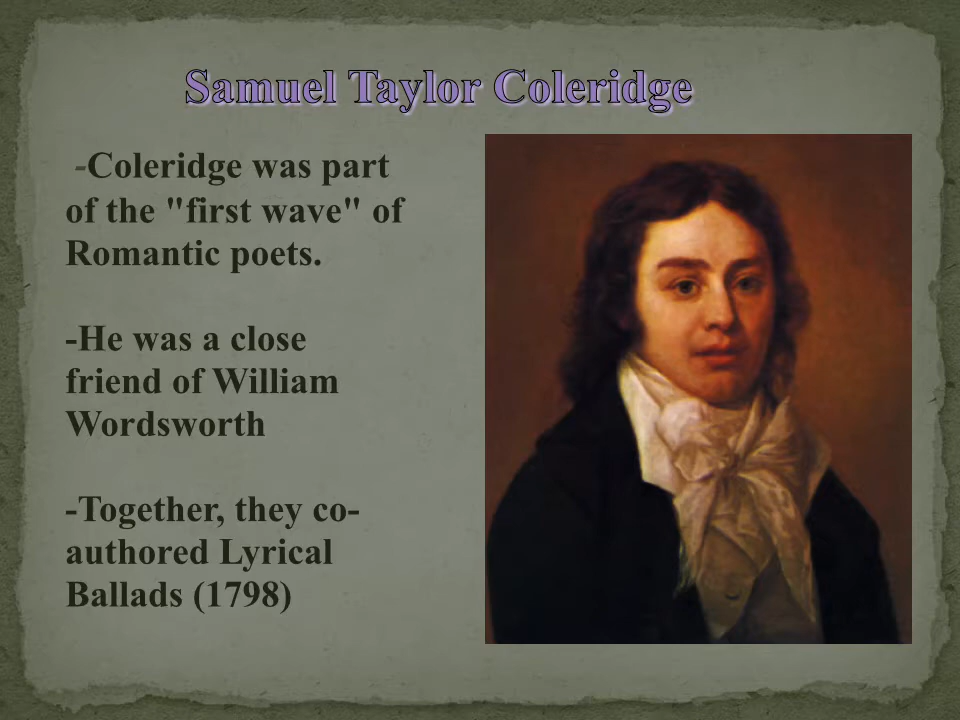 Samuel Taylor Coleridge
-Coleridge was part
of the "first wave" of
Romantic poets.
-He was a close
friend of William
Wordsworth
-Together, they co-
authored Lyrical
Ballads (1798)